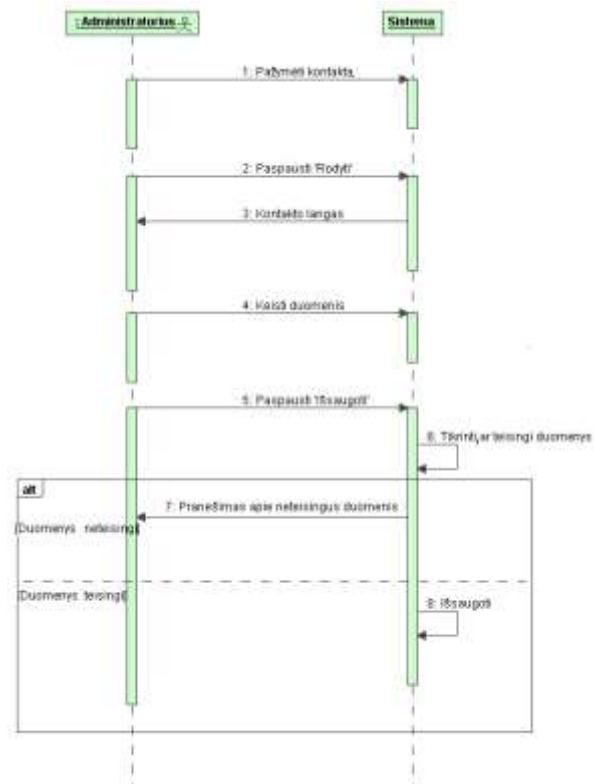 : Administratorius
Sistema
1: Pažymėti kontaktą
2: Paspausti 'Rodyti'
3: Kontakto langas
4: Keisti duomenis
5: Paspausti 'Išsaugoti'
6: Tikrinti,ar teisingi duomenys
alt
7: Pranešimas apie neteisingus duomenis
[Duomenys neteisingi]
[Duomenys teisingi]
8: Išsaugoti